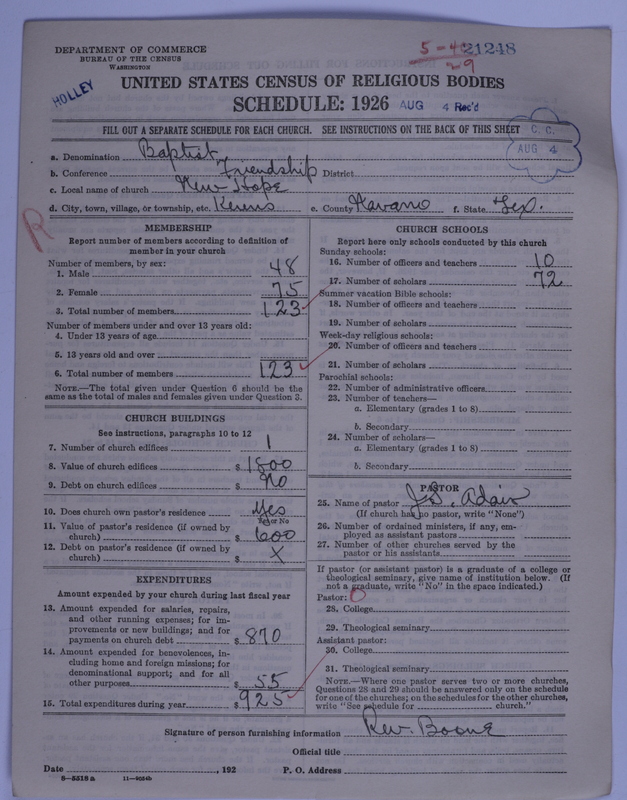 DEPARTMENT OF COMMERCE
BUREAU OF THE CENSUS
WASHINGTON
21248
29
HOLLEY
UNITED STATES CENSUS OF RELIGIOUS BODIES
SCHEDULE: 1926 AUG 4 Rec'd
FILL OUT A SEPARATE SCHEDULE FOR EACH CHURCH. SEE INSTRUCTIONS ON THE BACK OF THIS SHEET
C. C.
AUG 4
a. Denomination Baptist
b. Conference Friendship District
c. Local name of church New Hope
d. City, town, village, or township, etc. Kerens e. County Navarro f. State Tex.
R
MEMBERSHIP
Report number of members according to definition of
member in your church
Number of members, by sex:
1. Male 48
2. Female 75
3. Total number of members 123
Number of members under and over 13 years old:
4. Under 13 years of age
5. 13 years old and over
6. Total number of members 123
NOTE.—The total given under Question 6 should be the
same as the total of males and females given under Question 3.
CHURCH BUILDINGS
See instructions, paragraphs 10 to 12
7. Number of church edifices 1
8. Value of church edifices $ 1800
9. Debt on church edifices $ No
10. Does church own pastor's residence Yes
Yes or No
11. Value of pastor's residence (if owned by
church) $ 600
12. Debt on pastor's residence (if owned by
church) $ X
EXPENDITURES
Amount expended by your church during last fiscal year
13. Amount expended for salaries, repairs,
and other running expenses; for im-
provements or new buildings; and for
payments on church debt $ 870
14. Amount expended for benevolences, in-
cluding home and foreign missions; for
denominational support; and for all
other purposes $ 55
15. Total expenditures during year $ 925
CHURCH SCHOOLS
Report here only schools conducted by this church
Sunday schools:
16. Number of officers and teachers 10
17. Number of scholars 72
Summer vacation Bible schools:
18. Number of officers and teachers
19. Number of scholars
Week-day religious schools:
20. Number of officers and teachers
21. Number of scholars
Parochial schools:
22. Number of administrative officers
23. Number of teachers—
a. Elementary (grades 1 to 8)
b. Secondary
24. Number of scholars—
a. Elementary (grades 1 to 8)
b. Secondary
PASTOR
25. Name of pastor J.S. Adair
(If church has no pastor, write "None")
26. Number of ordained ministers, if any, em-
ployed as assistant pastors
27. Number of other churches served by the
pastor or his assistants
If pastor (or assistant pastor) is a graduate of a college or
theological seminary, give name of institution below. (If
not a graduate, write "No" in the space indicated.)
Pastor: 0
28. College
29. Theological seminary
Assistant pastor:
30. College
31. Theological seminary
NOTE.—Where one pastor serves two or more churches,
Questions 28 and 29 should be answered only on the schedule
for one of the churches; on the schedules for the other churches,
write "See schedule for church."
Signature of person furnishing information Rev. Boone
Official title
Date , 192 P. O. Address
8-5518 a 11-9034b